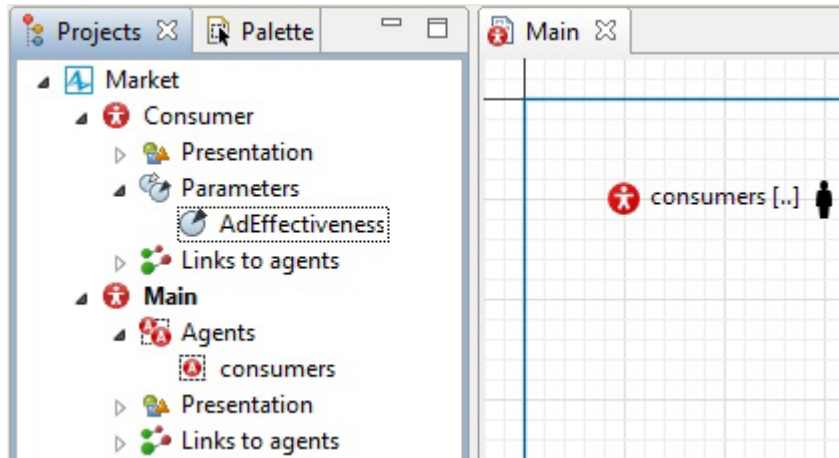 Projects
Palette
Market
Consumer
Presentation
Parameters
AdEffectiveness
Links to agents
Main
Agents
consumers
Presentation
Links to agents
Main
consumers [..]